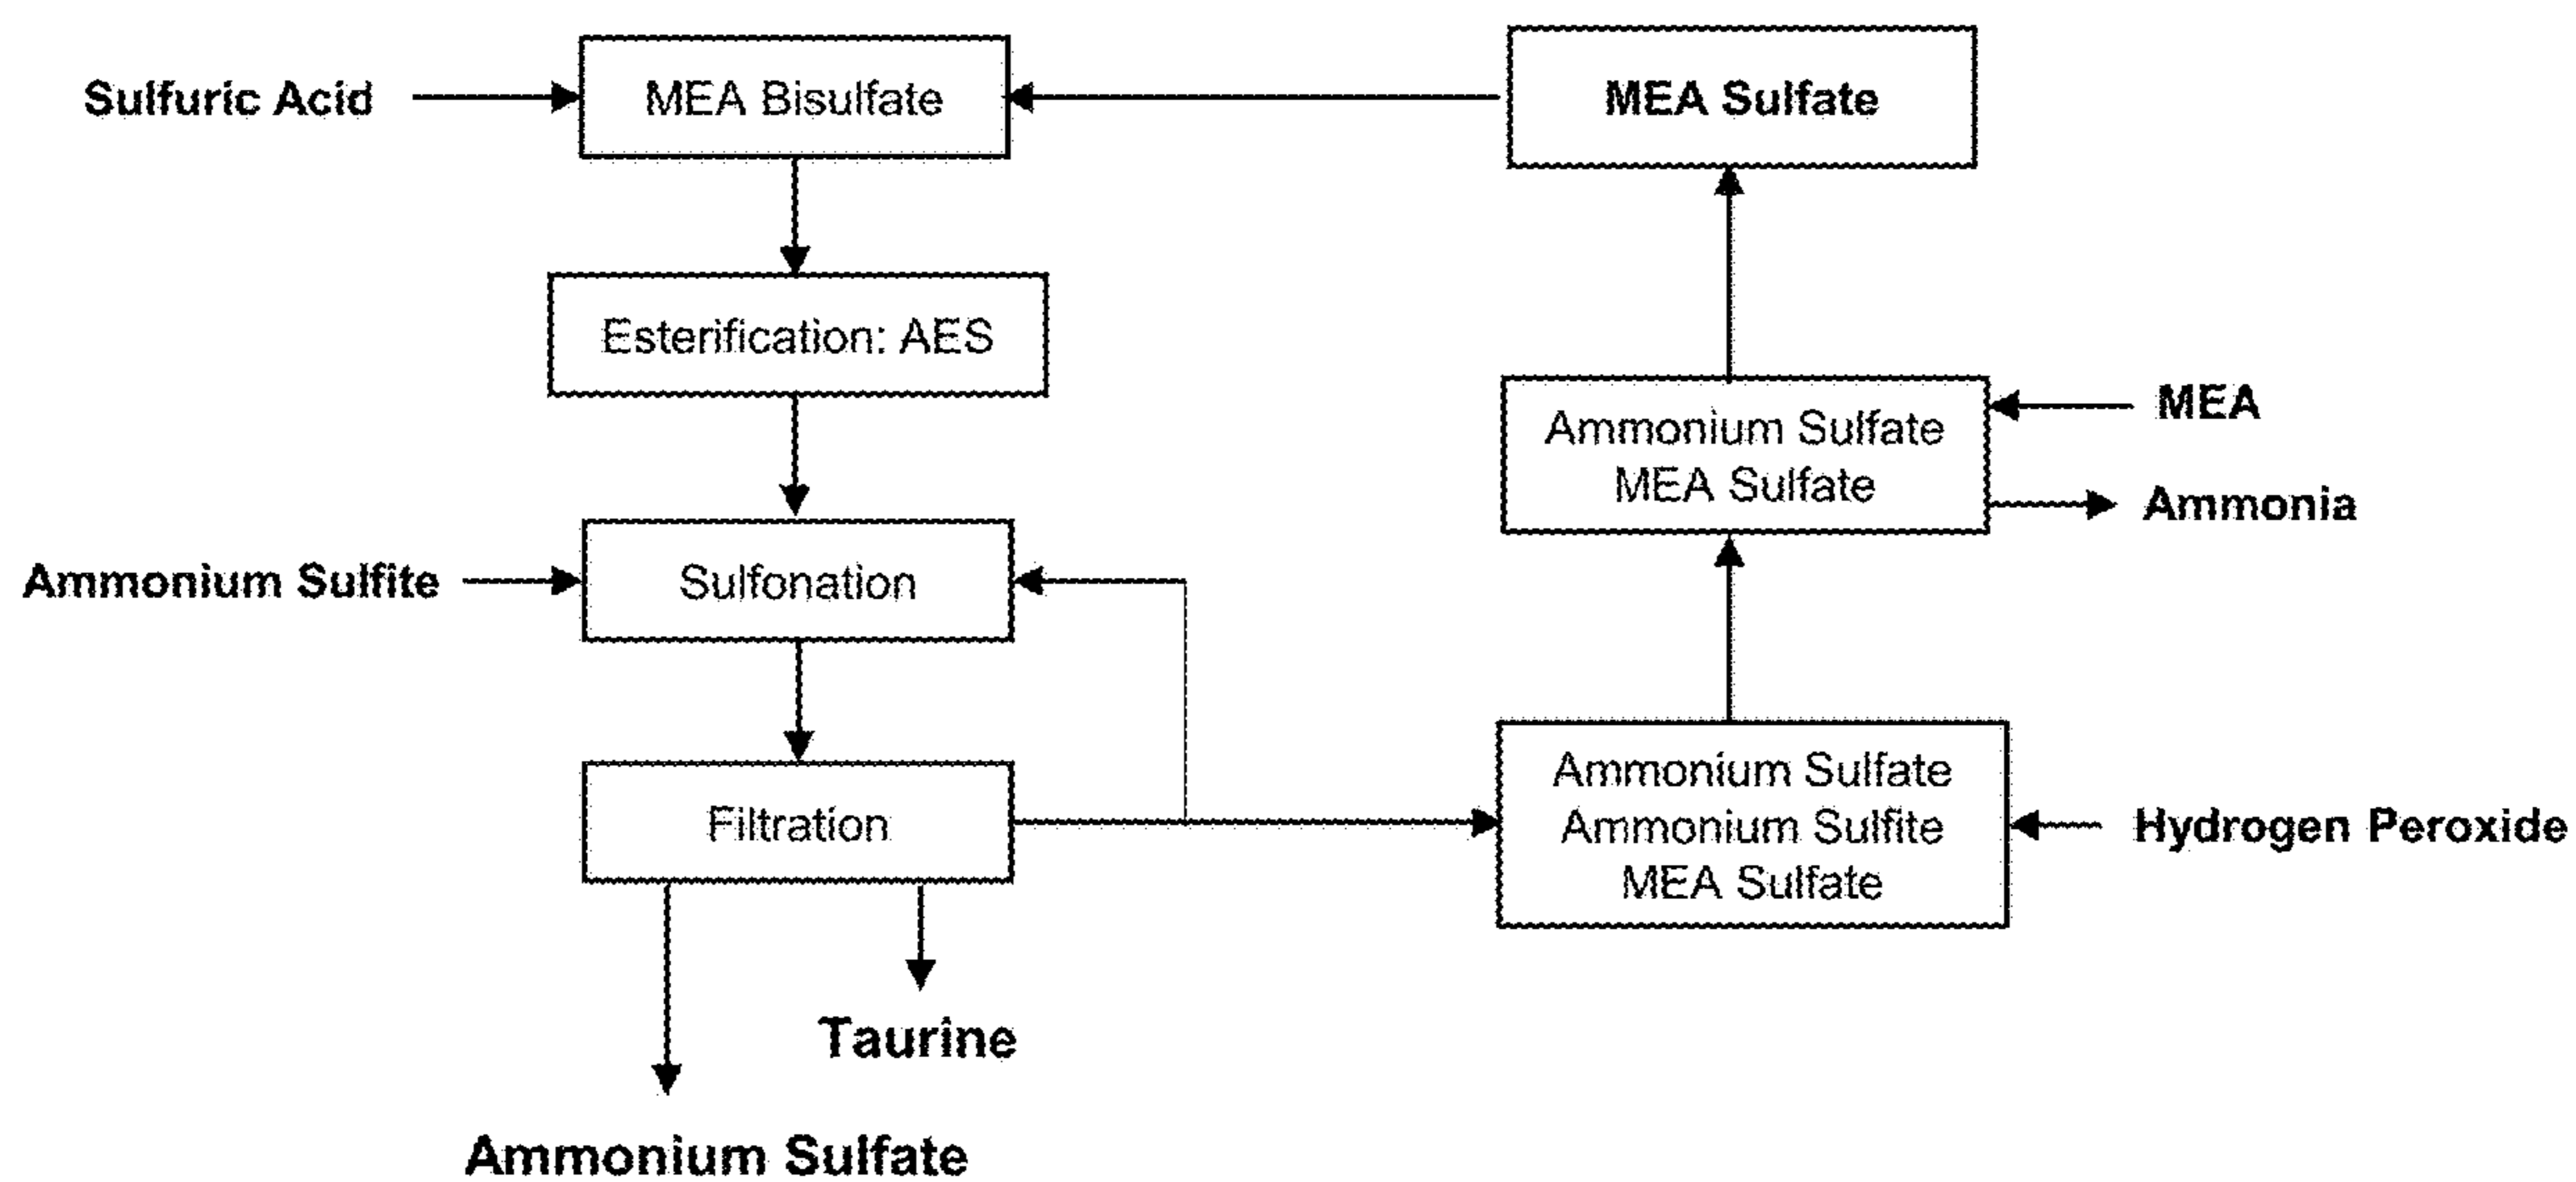 Sulfuric Acid
MEA Bisulfate
MEA Sulfate
Esterification: AES
Ammonium Sulfate
MEA Sulfate
MEA
Ammonia
Ammonium Sulfite
Sulfonation
Filtration
Ammonium Sulfate
Ammonium Sulfite
MEA Sulfate
Hydrogen Peroxide
Taurine
Ammonium Sulfate